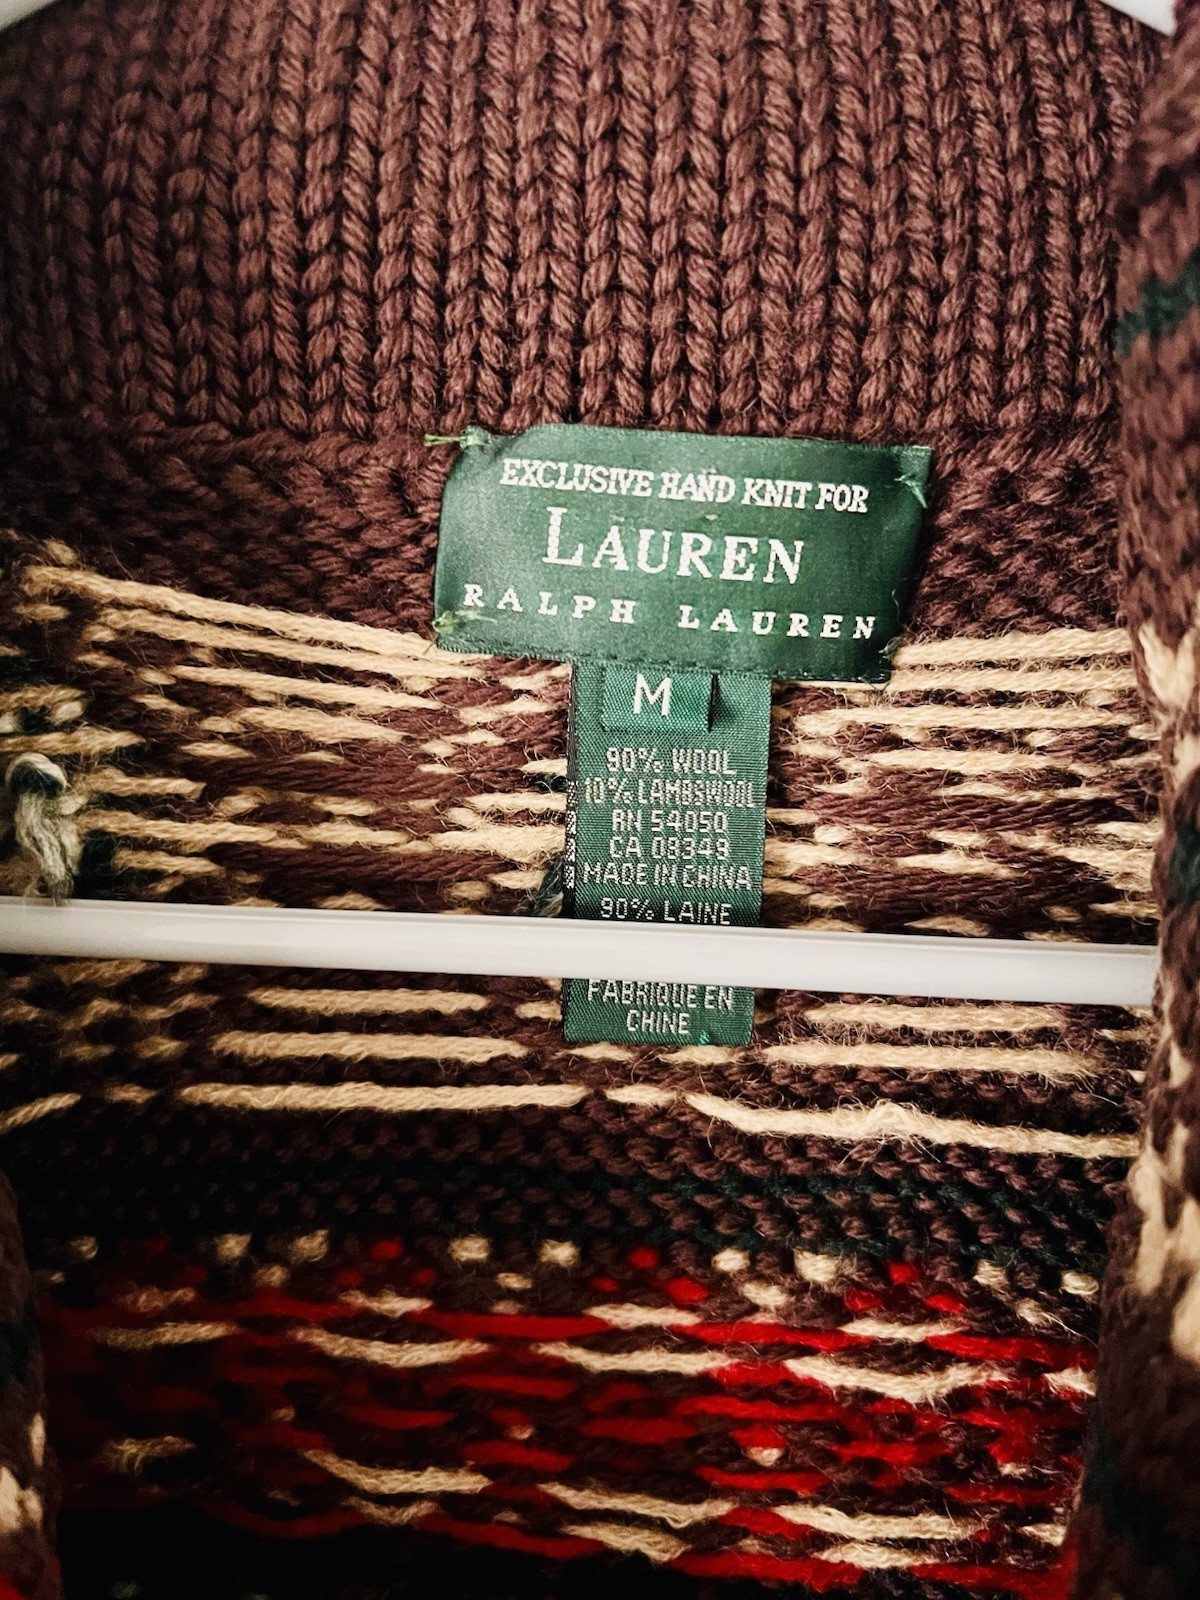 EXCLUSIVE HAND KNIT FOR
LAUREN
RALPH LAUREN
M
90% WOOL
10% LAMBSWOOL
RN 54050
CA 08349
MADE IN CHINA
90% LAINE
FABRIQUE EN
CHINE